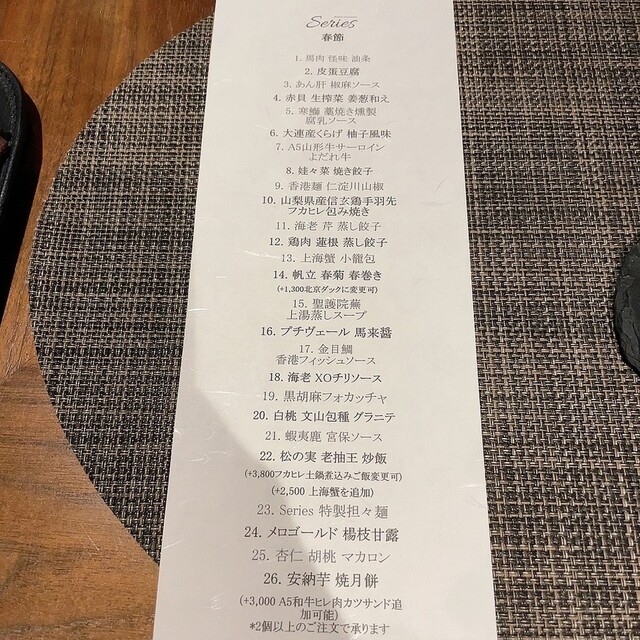 Series
春節
1. 馬肉 怪味 油条
2. 皮蛋豆腐
3. あん肝 椒麻ソース
4. 赤貝 生搾菜 姜葱和え
5. 寒鰤 藁焼き燻製
腐乳ソース
6. 大連産くらげ 柚子風味
7. A5山形牛サーロイン
よだれ牛
8. 娃々菜 焼き餃子
9. 香港麺 仁淀川山椒
10. 山梨県産信玄鶏手羽先
フカヒレ包み焼き
11. 海老 芹 蒸し餃子
12. 鶏肉 蓮根 蒸し餃子
13. 上海蟹 小籠包
14. 帆立 春菊 春巻き
(+1,300北京ダックに変更可)
15. 聖護院蕪
上湯蒸しスープ
16. プチヴェール 馬来醤
17. 金目鯛
香港フィッシュソース
18. 海老 XOチリソース
19. 黒胡麻フォカッチャ
20. 白桃 文山包種 グラニテ
21. 蝦夷鹿 宮保ソース
22. 松の実 老抽王 炒飯
(+3,800フカヒレ土鍋煮込みご飯変更可)
(+2,500 上海蟹を追加)
23. Series 特製担々麺
24. メロゴールド 楊枝甘露
25. 杏仁 胡桃 マカロン
26. 安納芋 焼月餅
(+3,000 A5和牛ヒレ肉カツサンド追
加可能)
*2個以上のご注文で承ります